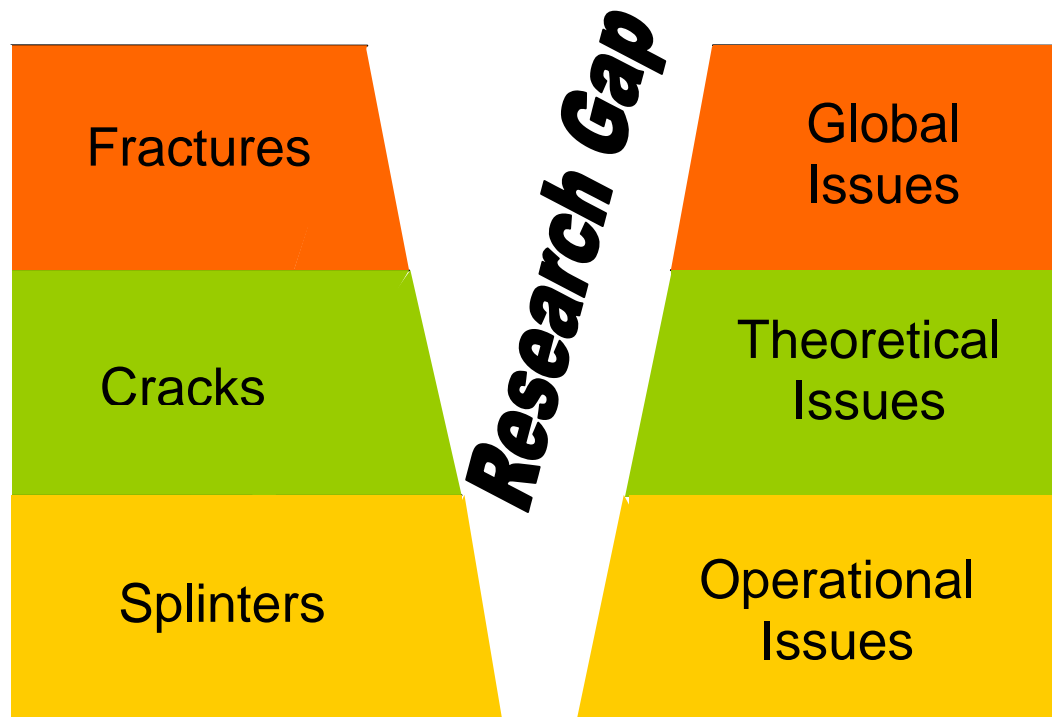 Fractures
Cracks
Splinters
Research Gap
Global
Issues
Theoretical
Issues
Operational
Issues